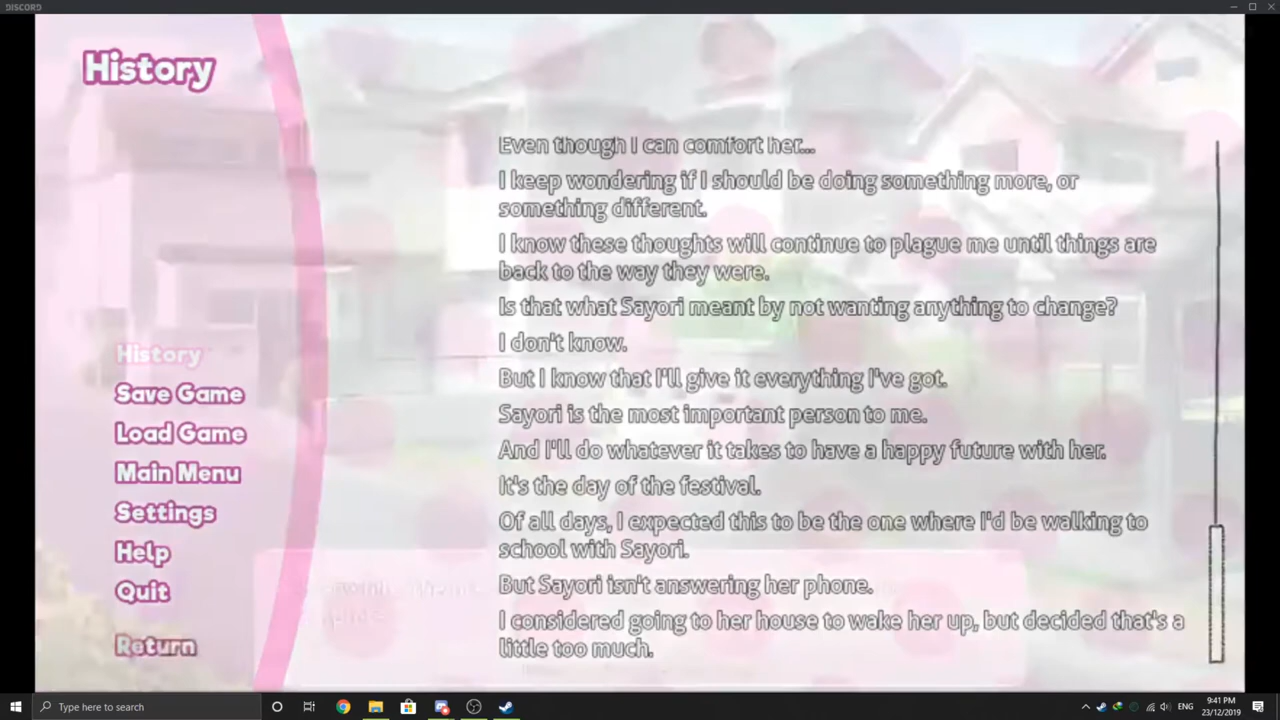 DISCORD
History
Even though I can comfort her...
I keep wondering if I should be doing something more, or
something different.
I know these thoughts will continue to plague me until things are
back to the way they were.
Is that what Sayori meant by not wanting anything to change?
I don't know.
But I know that I'll give it everything I've got.
Sayori is the most important person to me.
And I'll do whatever it takes to have a happy future with her.
It's the day of the festival.
Of all days, I expected this to be the one where I'd be walking to
school with Sayori.
But Sayori isn't answering her phone.
I considered going to her house to wake her up, but decided that's a
little too much.
History
Save Game
Load Game
Main Menu
Settings
Help
Quit
Return
Type here to search
ENG
9:41 PM
23/12/2019